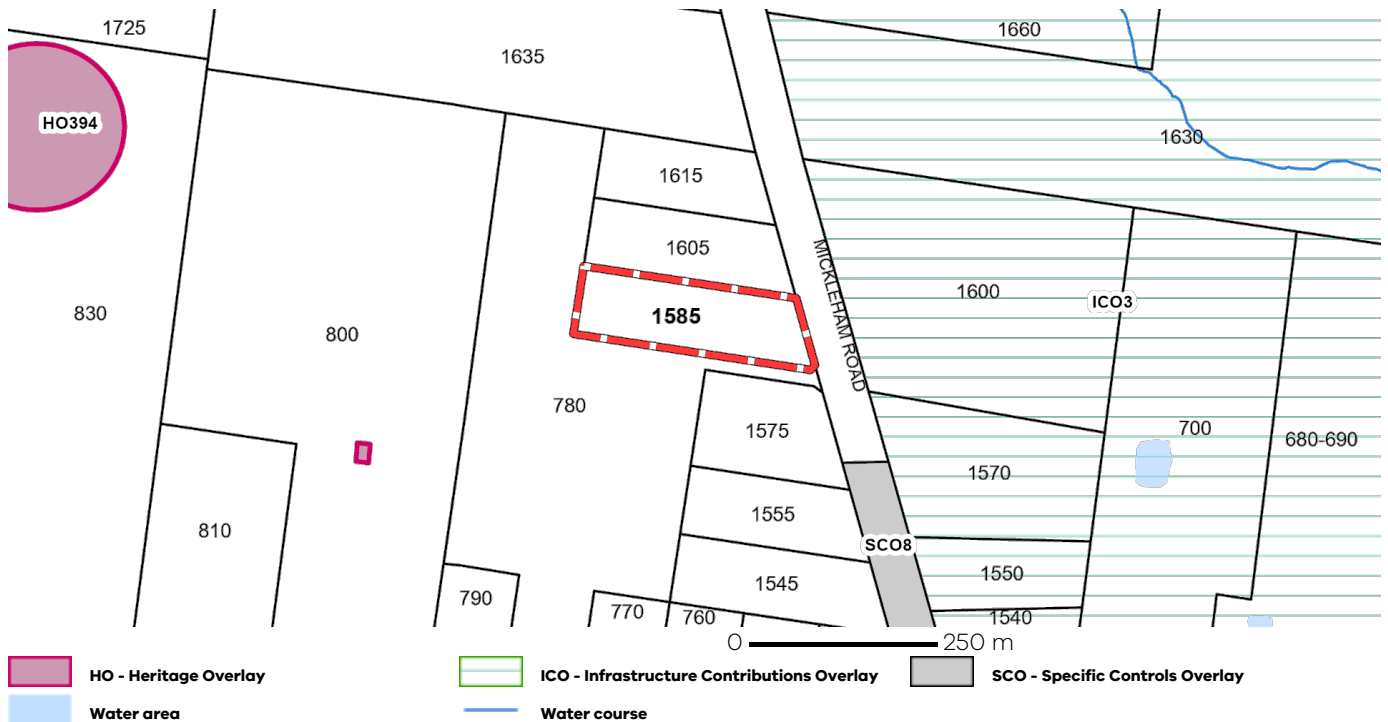 1725
1635
1660
HO394
1630
1615
1605
MICKLEHAM ROAD
1600
ICO3
830
1585
800
780
1575
700
680-690
1570
810
1555
SCO8
1550
1545
790
770
760
1540
0 250 m
HO - Heritage Overlay
ICO - Infrastructure Contributions Overlay
SCO - Specific Controls Overlay
Water area
Water course